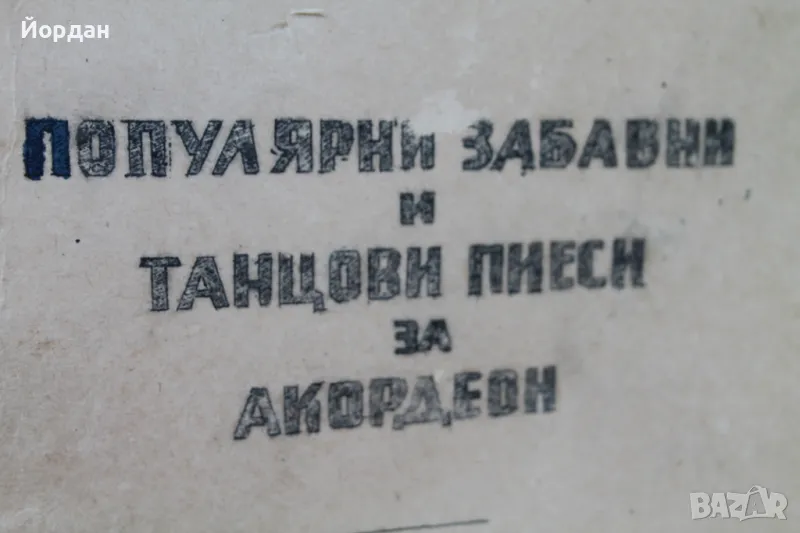 Йордан
ПОПУЛЯРНИ ЗАБАВНИ
И
ТАНЦОВИ ПИЕСИ
ЗА
АКОРДЕОН
BAZAR